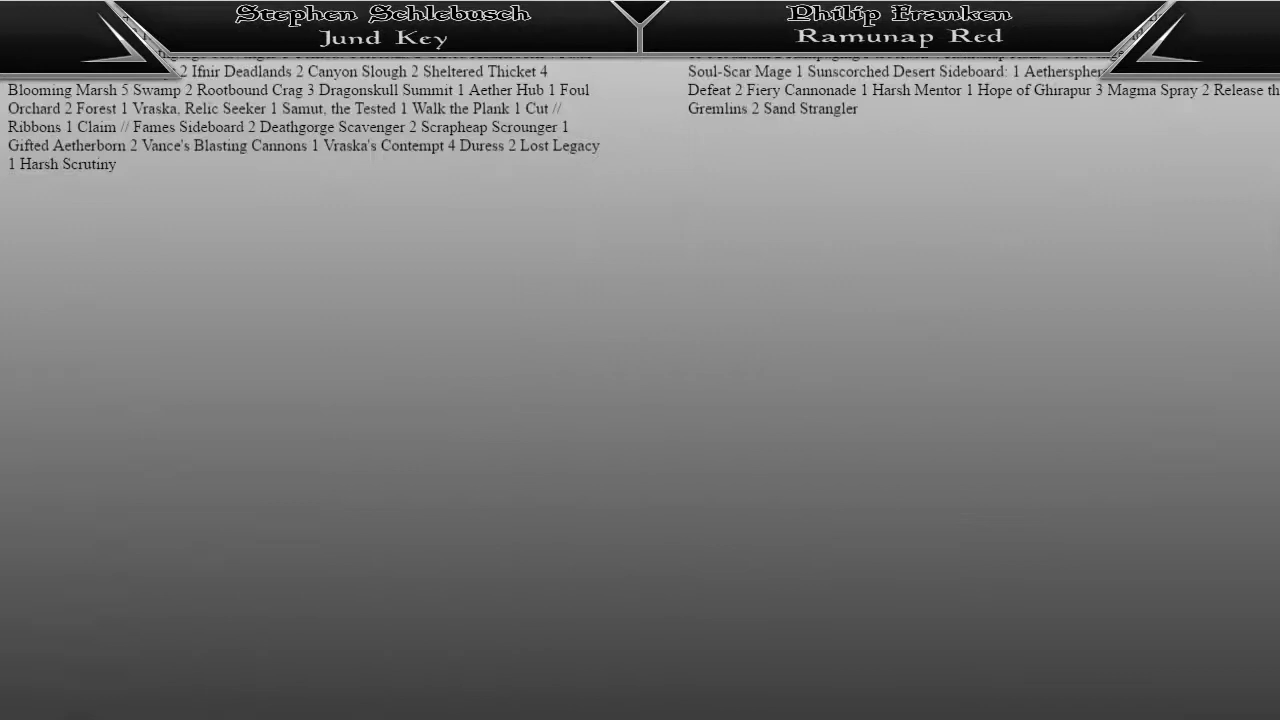 Stephen Schlebusch
Jund Key
2 Ifnir Deadlands 2 Canyon Slough 2 Sheltered Thicket 4
Blooming Marsh 5 Swamp 2 Rootbound Crag 3 Dragonskull Summit 1 Aether Hub 1 Foul
Orchard 2 Forest 1 Vraska, Relic Seeker 1 Samut, the Tested 1 Walk the Plank 1 Cut //
Ribbons 1 Claim // Fames Sideboard 2 Deathgorge Scavenger 2 Scrapheap Scrounger 1
Gifted Aetherborn 2 Vance's Blasting Cannons 1 Vraska's Contempt 4 Duress 2 Lost Legacy
1 Harsh Scrutiny
Philip Franken
Ramunap Red
Soul-Scar Mage 1 Sunscorched Desert Sideboard: 1 Aethersphere
Defeat 2 Fiery Cannonade 1 Harsh Mentor 1 Hope of Ghirapur 3 Magma Spray 2 Release th
Gremlins 2 Sand Strangler